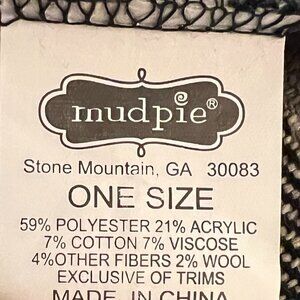 mudpie®
Stone Mountain, GA 30083
ONE SIZE
59% POLYESTER 21% ACRYLIC
7% COTTON 7% VISCOSE
4%OTHER FIBERS 2% WOOL
EXCLUSIVE OF TRIMS
MADE IN CHINA